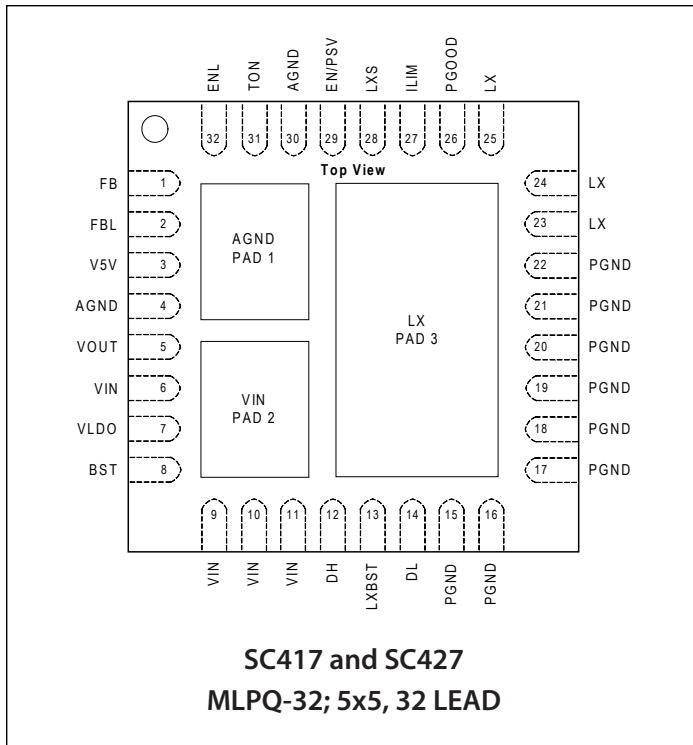 ENL
TON
AGND
EN/PSV
LXS
ILIM
PGOOD
LX
32
31
30
29
28
27
26
25
Top View
FB 1
FBL 2
V5V 3
AGND 4
VOUT 5
VIN 6
VLDO 7
BST 8
AGND
PAD 1
VIN
PAD 2
LX
PAD 3
24 LX
23 LX
22 PGND
21 PGND
20 PGND
19 PGND
18 PGND
17 PGND
9
10
11
12
13
14
15
16
VIN
VIN
VIN
DH
LXBST
DL
PGND
PGND
SC417 and SC427
MLPQ-32; 5x5, 32 LEAD